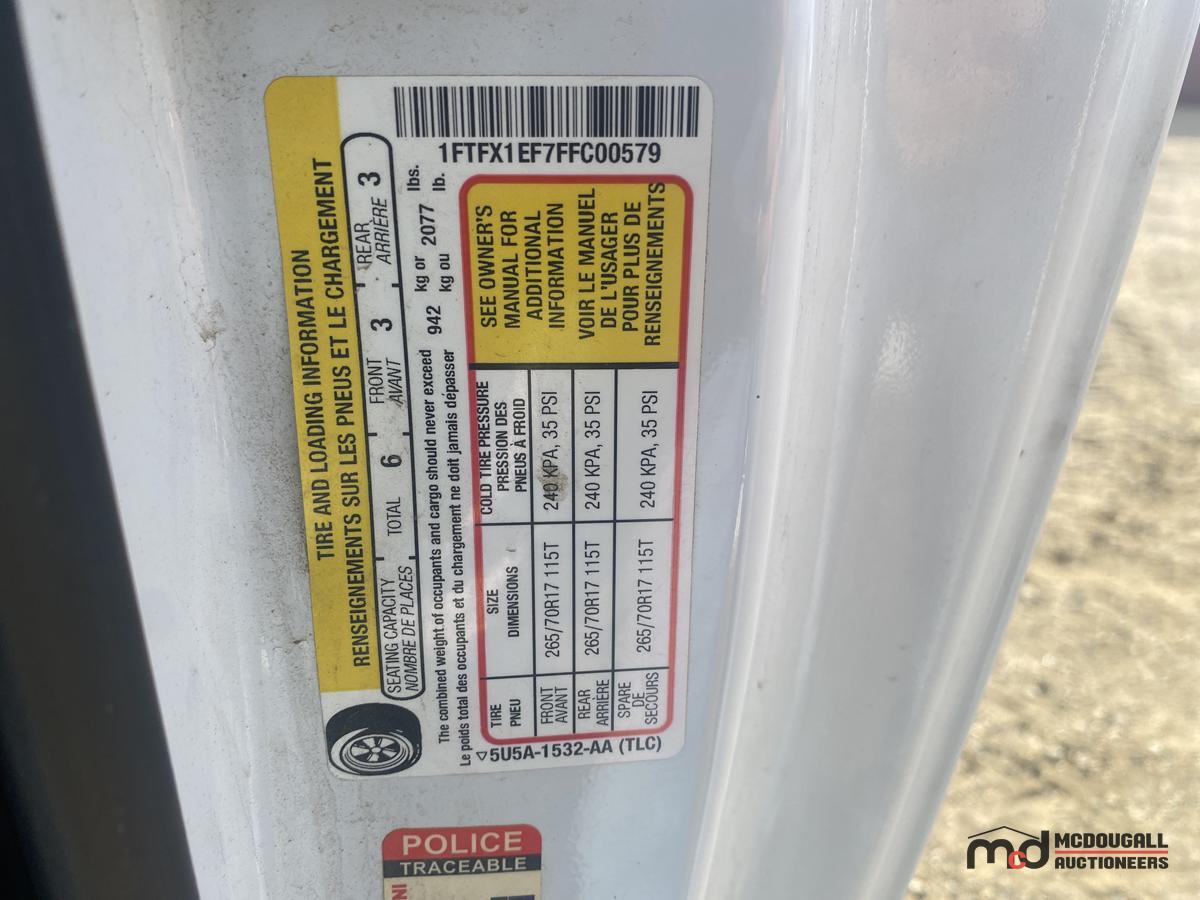 1FTFX1EF7FFC00579
TIRE AND LOADING INFORMATION
RENSEIGNEMENTS SUR LES PNEUS ET LE CHARGEMENT
SEATING CAPACITY TOTAL 6 FRONT 3 REAR 3
NOMBRE DE PLACES AVANT ARRIÈRE
The combined weight of occupants and cargo should never exceed 942 kg or 2077 lbs.
Le poids total des occupants et du chargement ne doit jamais dépasser kg ou lb.
TIRE SIZE COLD TIRE PRESSURE
PNEU DIMENSIONS PRESSION DES
PNEUS À FROID
FRONT 265/70R17 115T 240 KPA, 35 PSI
AVANT
REAR 265/70R17 115T 240 KPA, 35 PSI
ARRIÈRE
SPARE 265/70R17 115T 240 KPA, 35 PSI
DE
SECOURS
SEE OWNER'S
MANUAL FOR
ADDITIONAL
INFORMATION
VOIR LE MANUEL
DE L'USAGER
POUR PLUS DE
RENSEIGNEMENTS
5U5A-1532-AA (TLC)
POLICE
TRACEABLE
mcd MCDOUGALL
AUCTIONEERS